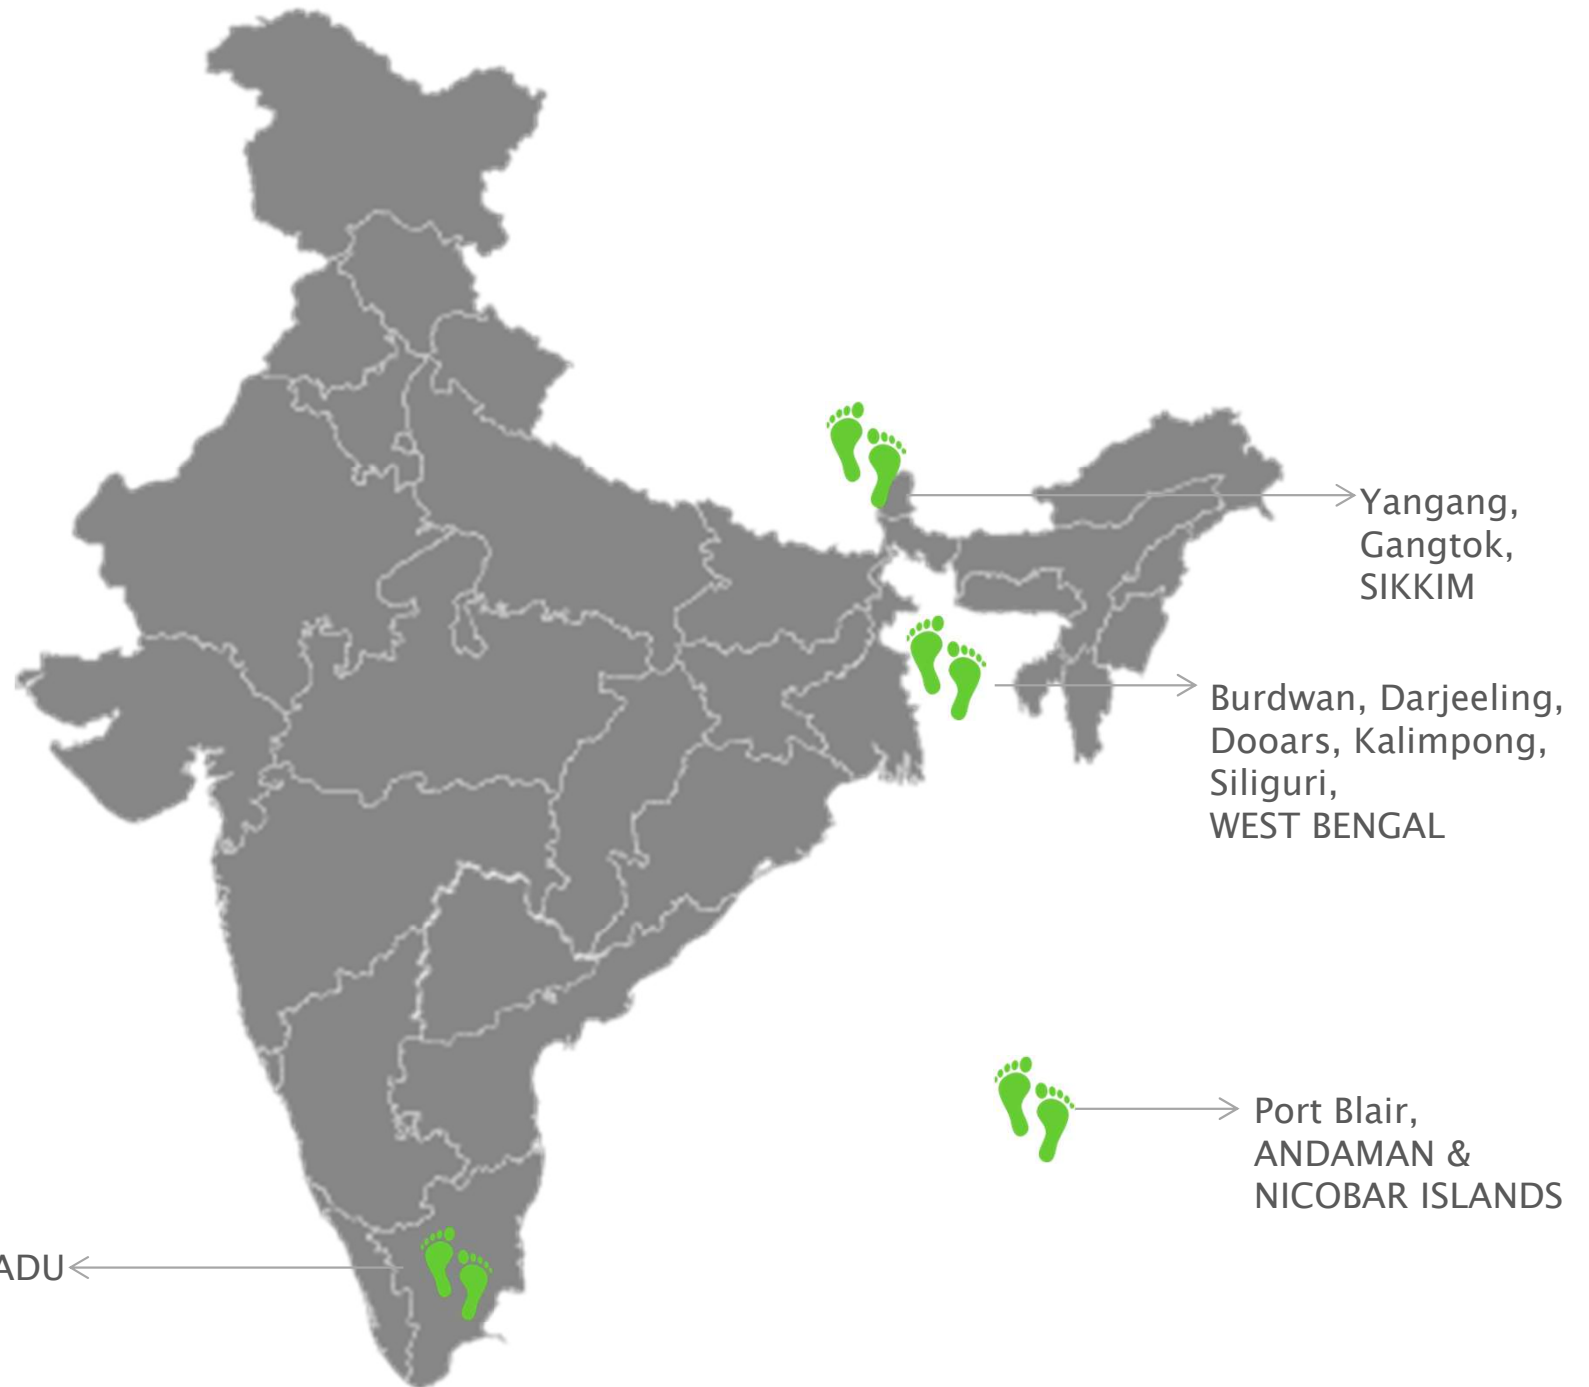 Yangang,
Gangtok,
SIKKIM
Burdwan, Darjeeling,
Dooars, Kalimpong,
Siliguri,
WEST BENGAL
Port Blair,
ANDAMAN &
NICOBAR ISLANDS
ADU